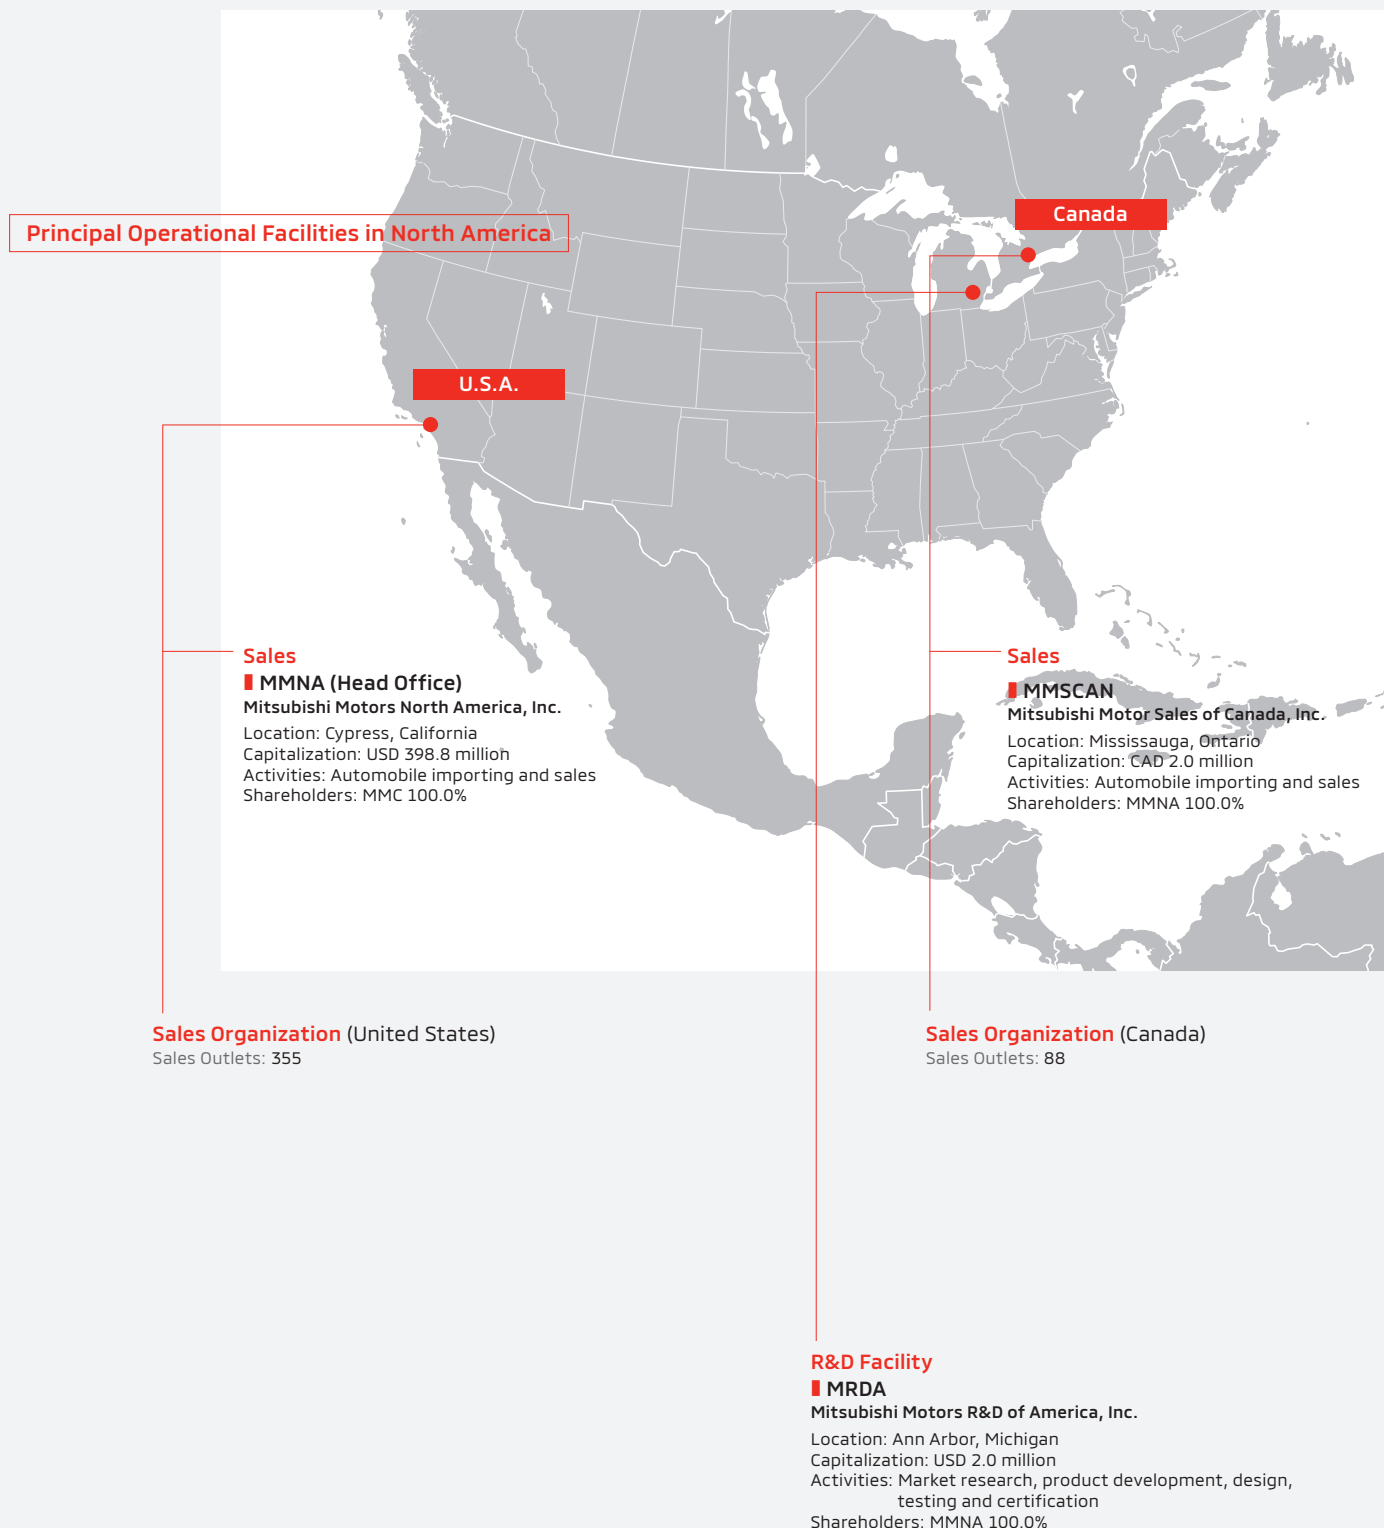 Canada
Principal Operational Facilities in North America
U.S.A.
Sales
MMNA (Head Office)
Mitsubishi Motors North America, Inc.
Location: Cypress, California
Capitalization: USD 398.8 million
Activities: Automobile importing and sales
Shareholders: MMC 100.0%
Sales
MMSCAN
Mitsubishi Motor Sales of Canada, Inc.
Location: Mississauga, Ontario
Capitalization: CAD 2.0 million
Activities: Automobile importing and sales
Shareholders: MMNA 100.0%
Sales Organization (United States)
Sales Outlets: 355
Sales Organization (Canada)
Sales Outlets: 88
R&D Facility
MRDA
Mitsubishi Motors R&D of America, Inc.
Location: Ann Arbor, Michigan
Capitalization: USD 2.0 million
Activities: Market research, product development, design,
testing and certification
Shareholders: MMNA 100.0%